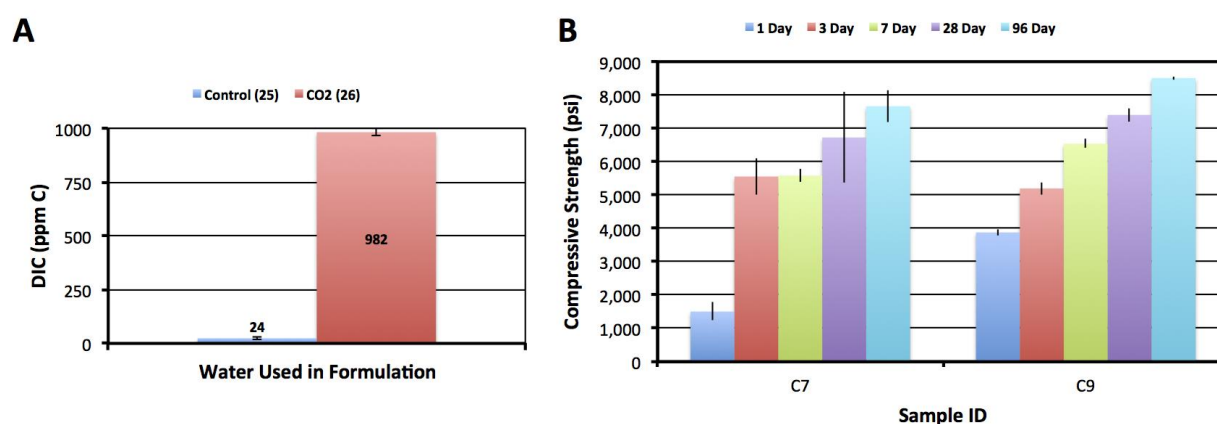 A
Control (25) CO2 (26)
1000
750
500
250
0
DIC (ppm C)
24
982
Water Used in Formulation
B
1 Day 3 Day 7 Day 28 Day 96 Day
9,000
8,000
7,000
6,000
5,000
4,000
3,000
2,000
1,000
0
Compressive Strength (psi)
C7 C9
Sample ID